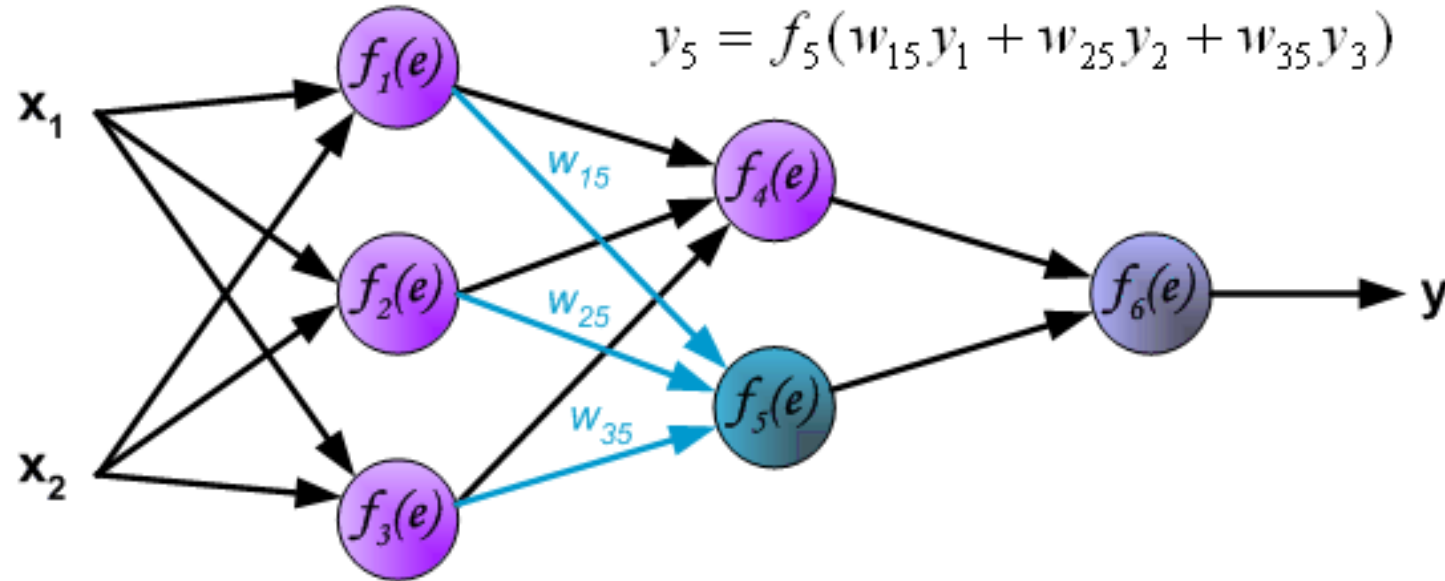 y₅ = f₅(w₁₅y₁ + w₂₅y₂ + w₃₅y₃)
f₁(e)
x₁
w₁₅
f₄(e)
f₂(e)
w₂₅
f₆(e)
y
f₅(e)
w₃₅
x₂
f₃(e)